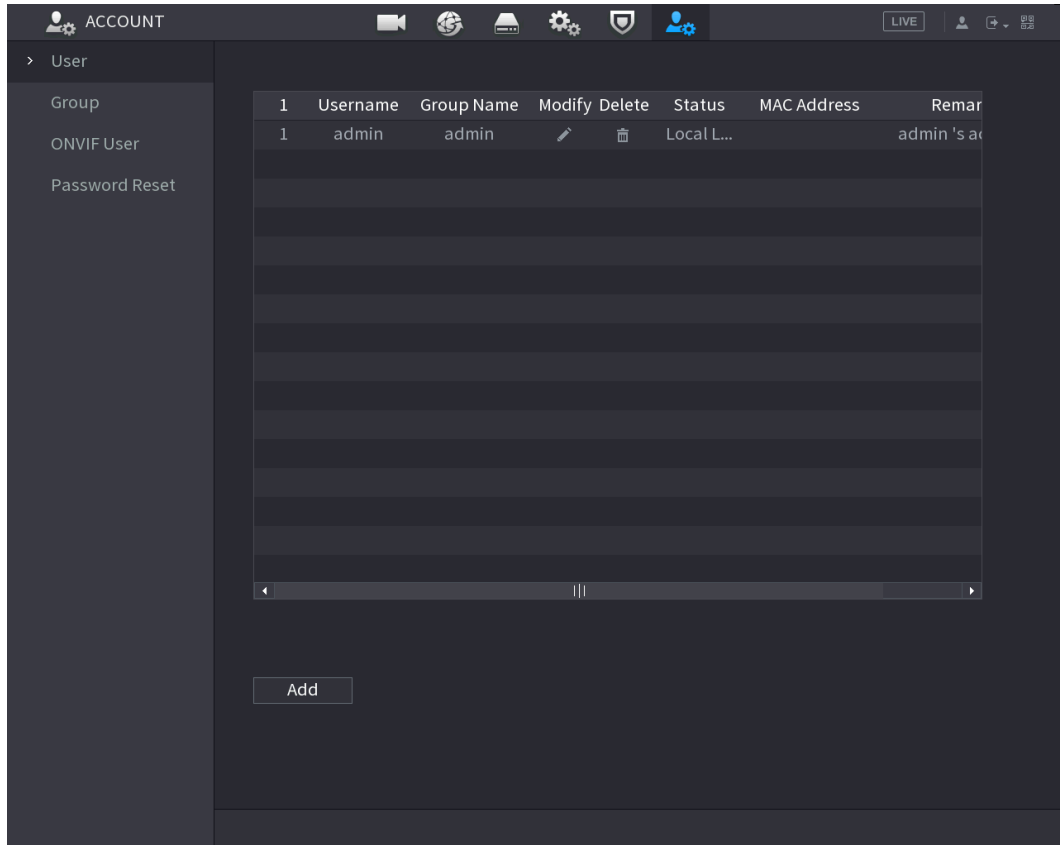 ACCOUNT LIVE
User
Group
ONVIF User
Password Reset
1 Username Group Name Modify Delete Status MAC Address Remar
1 admin admin Local L... admin 's ac
Add